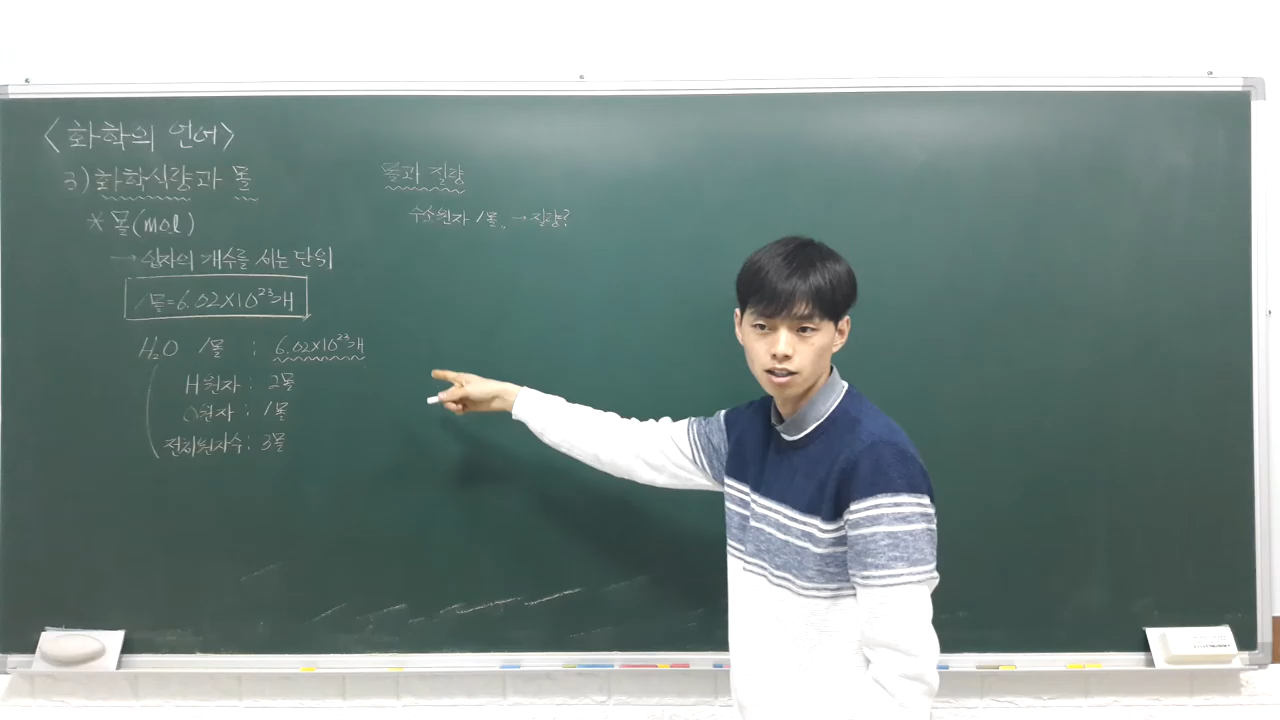 <화학의 언어>
3) 화학식량과 몰
* 몰(mol)
→ 입자의 개수를 세는 단위
1몰=6.02×10²³개
H₂O 1몰 : 6.02×10²³개
H원자 : 2몰
O원자 : 1몰
전체원자수 : 3몰
몰과 질량
수소원자 1몰 → 질량?